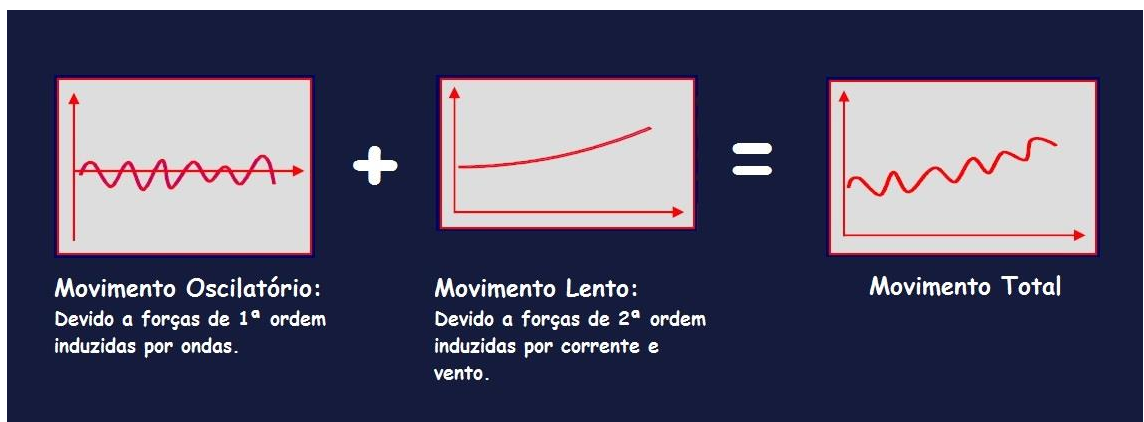 +
=
Movimento Oscilatório:
Devido a forças de 1ª ordem
induzidas por ondas.
Movimento Lento:
Devido a forças de 2ª ordem
induzidas por corrente e
vento.
Movimento Total